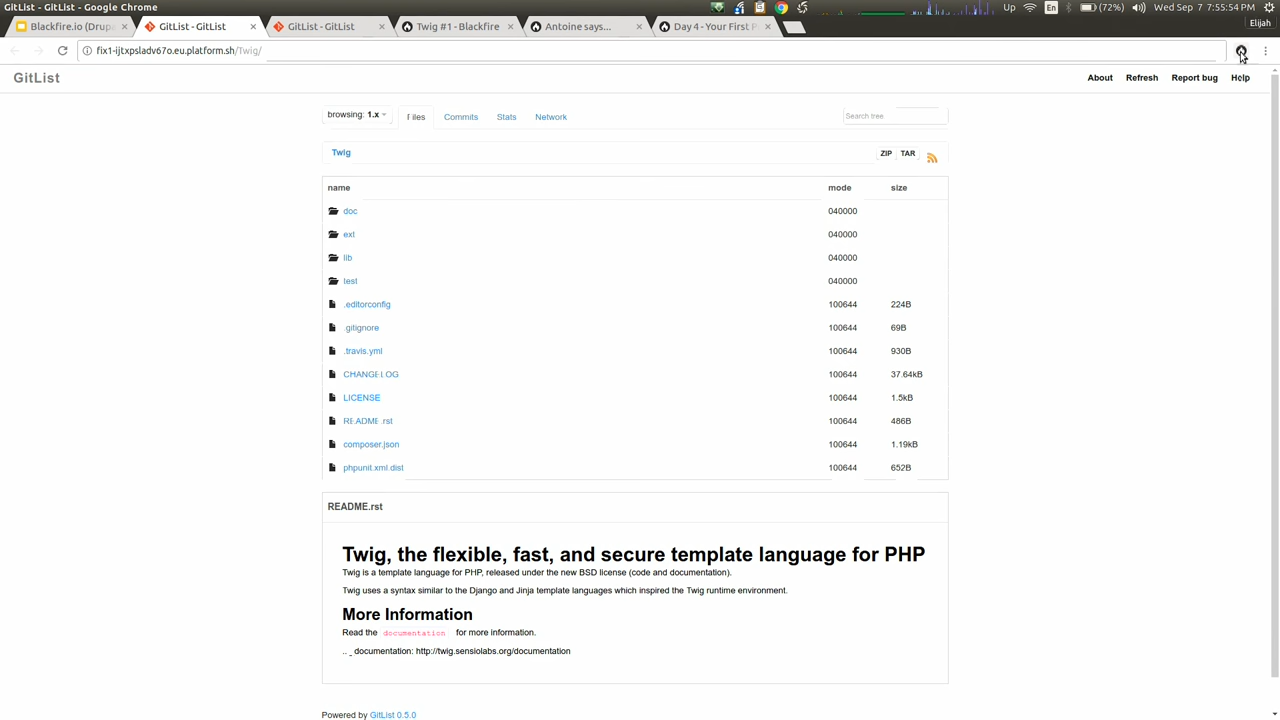 GitList - GitList - Google Chrome
En
(72%)
Wed Sep 7 5:55:54 PM
Elijah
Blackfire.io (Drup
GitList - GitList
GitList - GitList
Twig #1 - Blackfire
Antoine says...
Day 4 - Your First P
fix1-ijtxpsladv67o.eu.platform.sh/Twig/
GitList
About
Refresh
Report bug
Help
browsing: 1.x
Files
Commits
Stats
Network
Search tree
Twig
ZIP
TAR
name mode size
doc 040000
ext 040000
lib 040000
test 040000
.editorconfig 100644 224B
.gitignore 100644 69B
.travis.yml 100644 930B
CHANGELOG 100644 37.64kB
LICENSE 100644 1.5kB
README.rst 100644 486B
composer.json 100644 1.19kB
phpunit.xml.dist 100644 652B
README.rst
Twig, the flexible, fast, and secure template language for PHP
Twig is a template language for PHP, released under the new BSD license (code and documentation).
Twig uses a syntax similar to the Django and Jinja template languages which inspired the Twig runtime environment.
More Information
Read the documentation for more information.
.. _ documentation: http://twig.sensiolabs.org/documentation
Powered by GitList 0.5.0